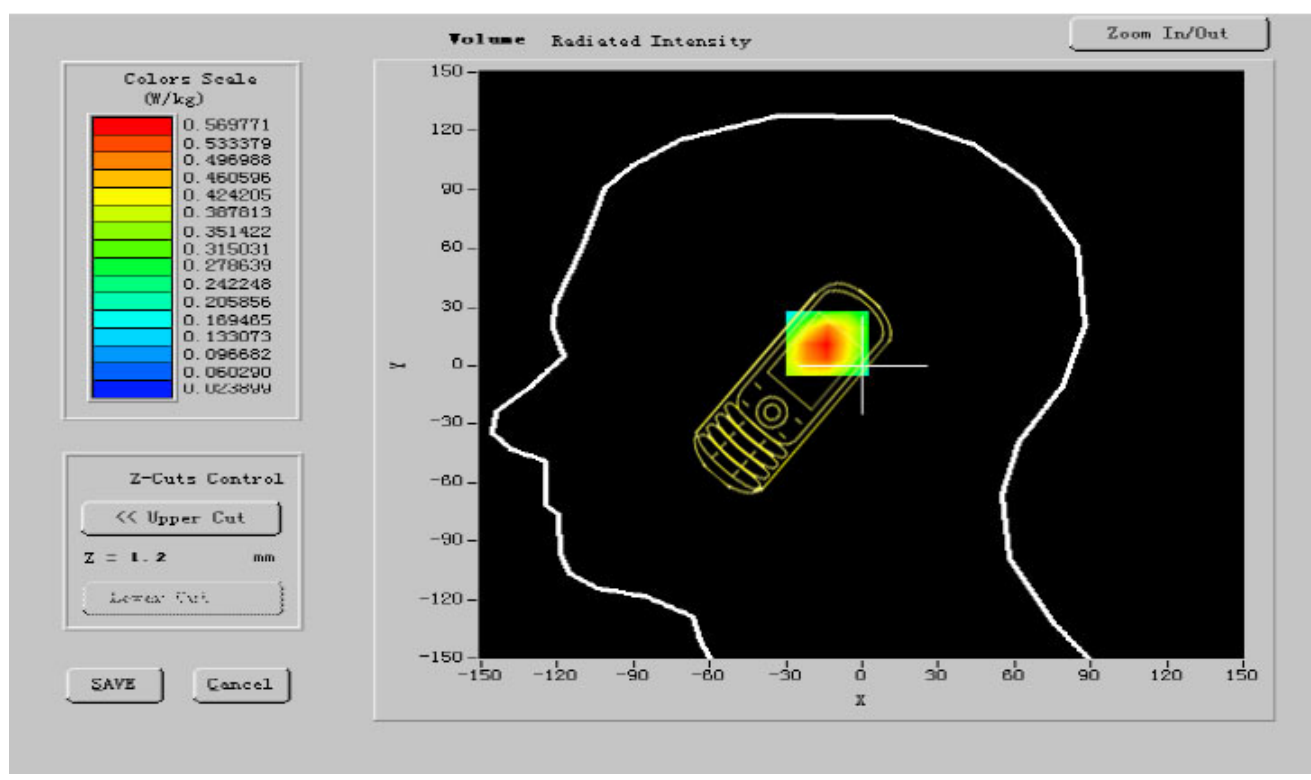 Volume Radiated Intensity
Zoom In/Out
Colors Scale
(W/kg)
0.569771
0.533379
0.496988
0.460596
0.424205
0.387813
0.351422
0.315031
0.278639
0.242248
0.205856
0.169465
0.133073
0.096682
0.060290
0.023899
Z-Cuts Control
<< Upper Cut
Z = 1.2 mm
Lower Cut
SAVE
Cancel
150
120
90
60
30
0
-30
-60
-90
-120
-150
Y
-150 -120 -90 -60 -30 0 30 60 90 120 150
X